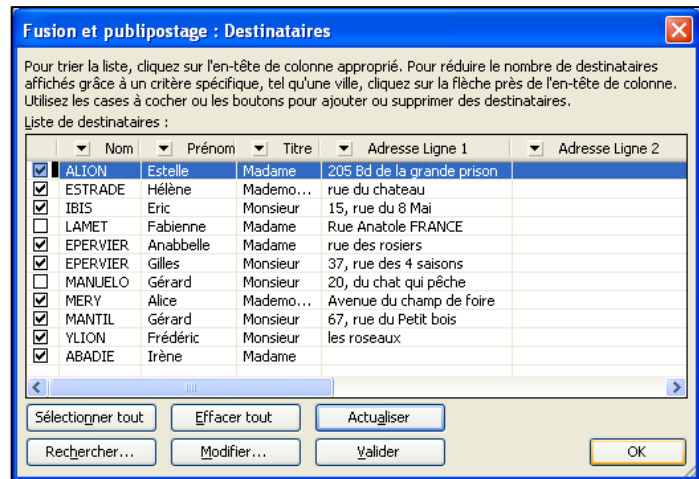 Fusion et publipostage : Destinataires
Pour trier la liste, cliquez sur l'en-tête de colonne approprié. Pour réduire le nombre de destinataires
affichés grâce à un critère spécifique, tel qu'une ville, cliquez sur la flèche près de l'en-tête de colonne.
Utilisez les cases à cocher ou les boutons pour ajouter ou supprimer des destinataires.
Liste de destinataires :
Nom Prénom Titre Adresse Ligne 1 Adresse Ligne 2
ALION Estelle Madame 205 Bd de la grande prison
ESTRADE Hélène Mademo... rue du chateau
IBIS Eric Monsieur 15, rue du 8 Mai
LAMET Fabienne Madame Rue Anatole FRANCE
EPERVIER Anabbelle Madame rue des rosiers
EPERVIER Gilles Monsieur 37, rue des 4 saisons
MANUELO Gérard Monsieur 20, du chat qui pêche
MERY Alice Mademo... Avenue du champ de foire
MANTIL Gérard Monsieur 67, rue du Petit bois
YLION Frédéric Monsieur les roseaux
ABADIE Irène Madame
Sélectionner tout Effacer tout Actualiser
Rechercher... Modifier... Valider OK